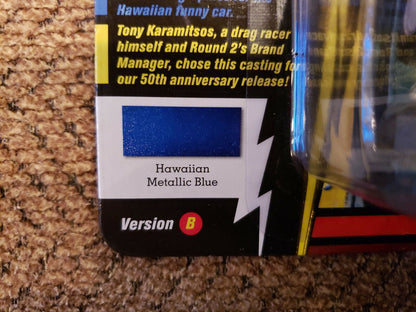 Hawaiian funny car.
Tony Karamitsos, a drag racer
himself and Round 2's Brand
Manager, chose this casting for
our 50th anniversary release!
Hawaiian
Metallic Blue
Version B